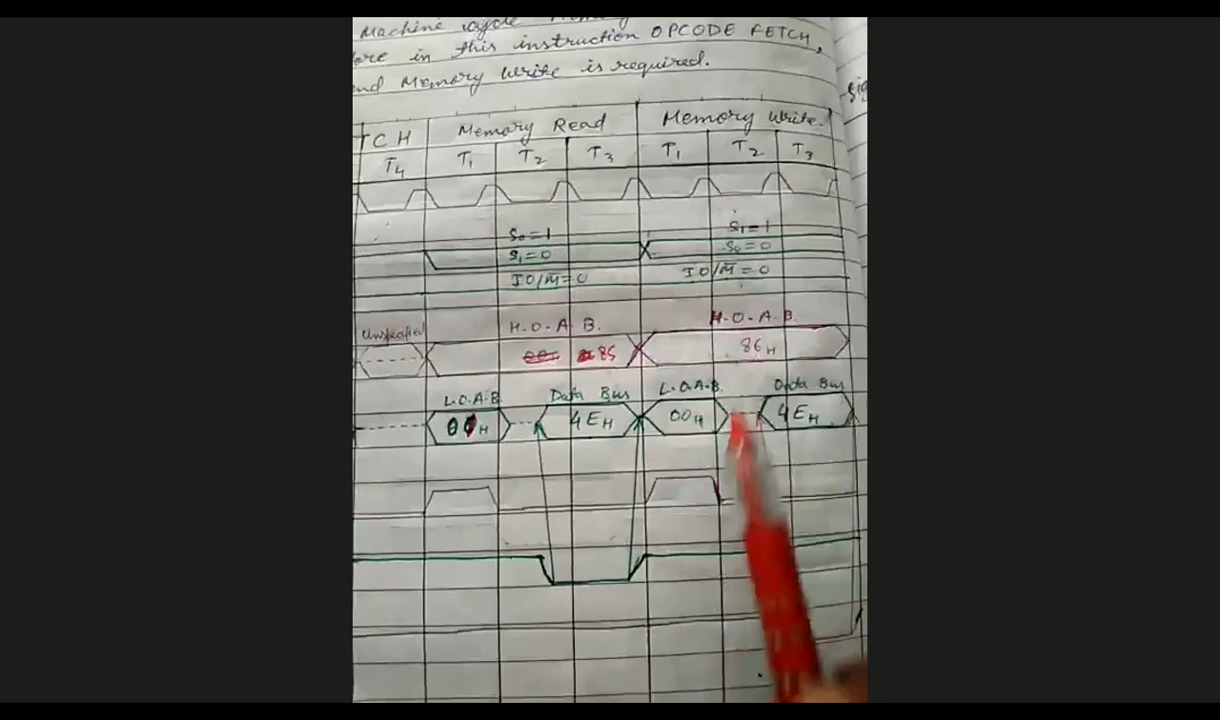 Machine cycle
in this instruction OPCODE FETCH,
Memory Write is required.
TCH Memory Read Memory Write.
T4 T1 T2 T3 T1 T2 T3
S0=1 S1=1
S1=0 S0=0
IO/M̅=0 IO/M̅=0
Unspecified H.O.A.B. H.O.A.B.
85 86H
L.O.A.B. Data Bus L.O.A.B. Data Bus
00H 4EH 00H 4EH